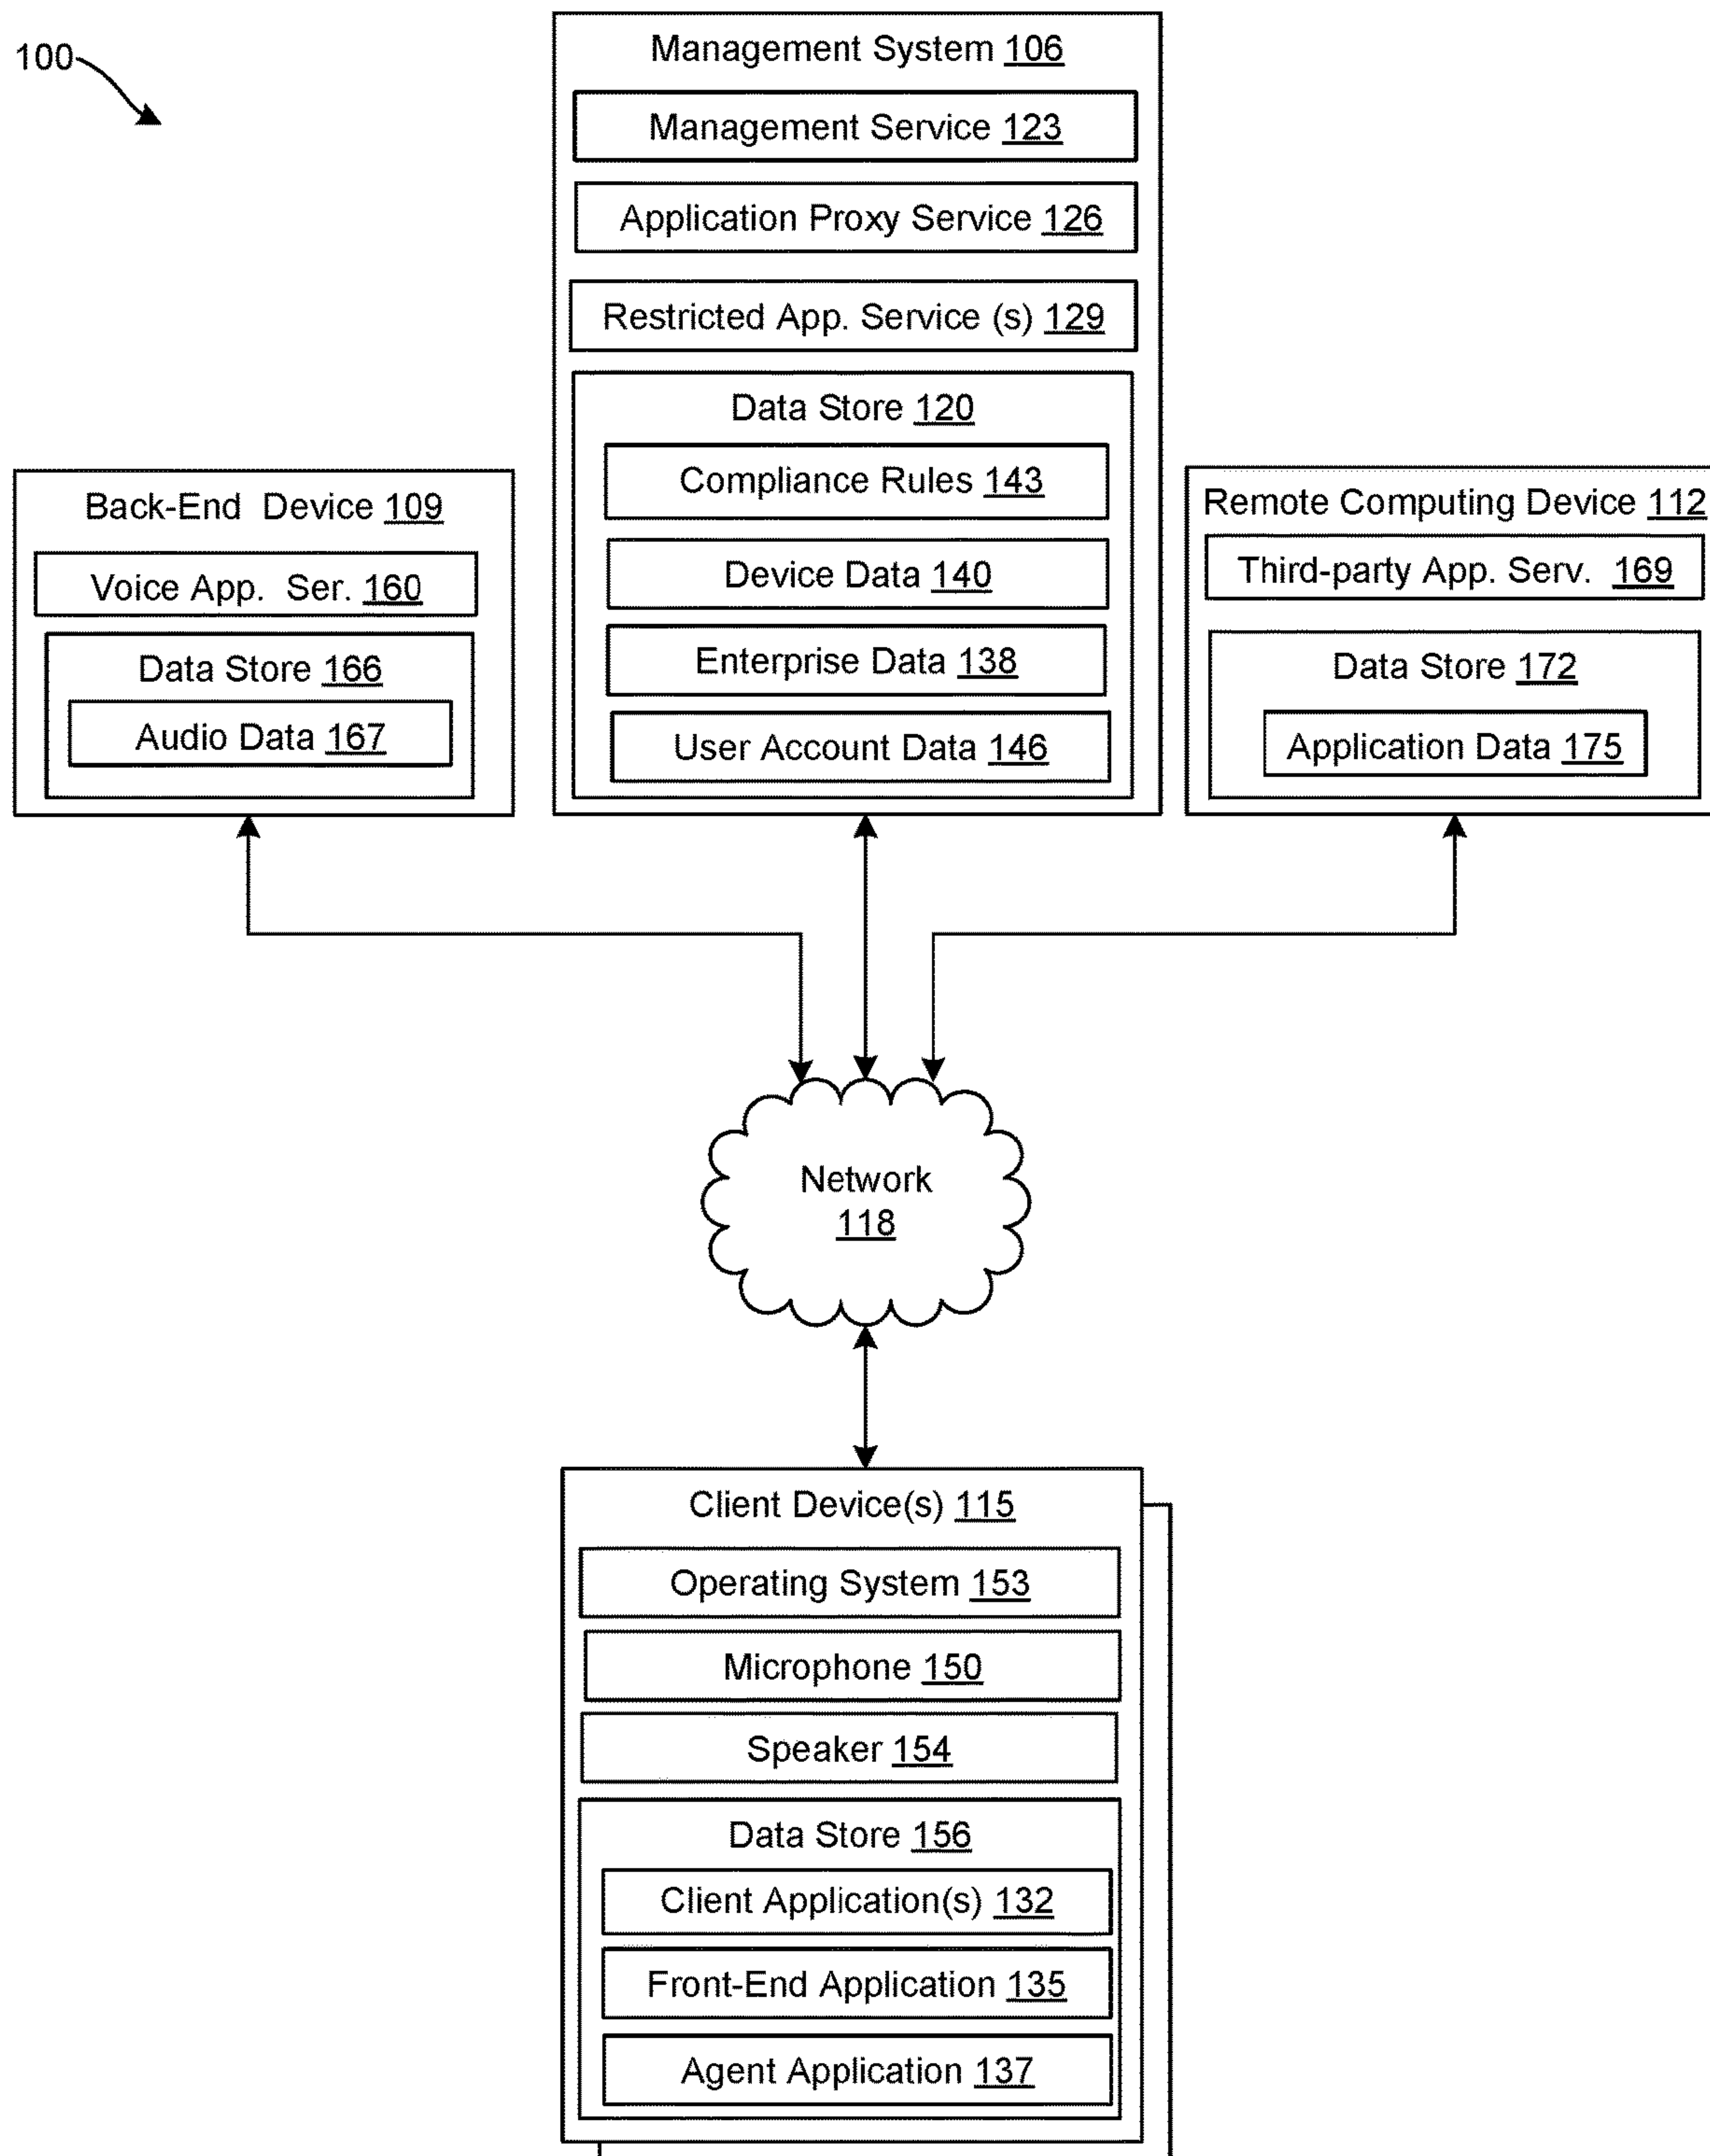 100
Management System 106
Management Service 123
Application Proxy Service 126
Restricted App. Service (s) 129
Data Store 120
Compliance Rules 143
Device Data 140
Enterprise Data 138
User Account Data 146
Back-End Device 109
Voice App. Ser. 160
Data Store 166
Audio Data 167
Remote Computing Device 112
Third-party App. Serv. 169
Data Store 172
Application Data 175
Network
118
Client Device(s) 115
Operating System 153
Microphone 150
Speaker 154
Data Store 156
Client Application(s) 132
Front-End Application 135
Agent Application 137